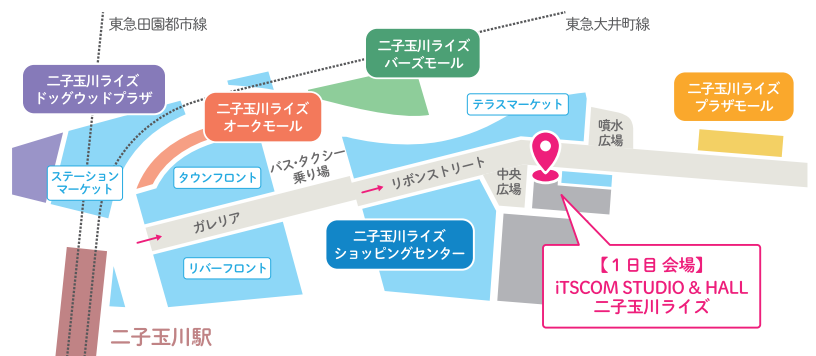 東急田園都市線
東急大井町線
二子玉川ライズ
バーズモール
二子玉川ライズ
ドッグウッドプラザ
二子玉川ライズ
オークモール
テラスマーケット
二子玉川ライズ
プラザモール
噴水
広場
ステーション
マーケット
タウンフロント
バス・タクシー
乗り場
リボンストリート
中央
広場
ガレリア
二子玉川ライズ
ショッピングセンター
リバーフロント
【1日目 会場】
iTSCOM STUDIO & HALL
二子玉川ライズ
二子玉川駅